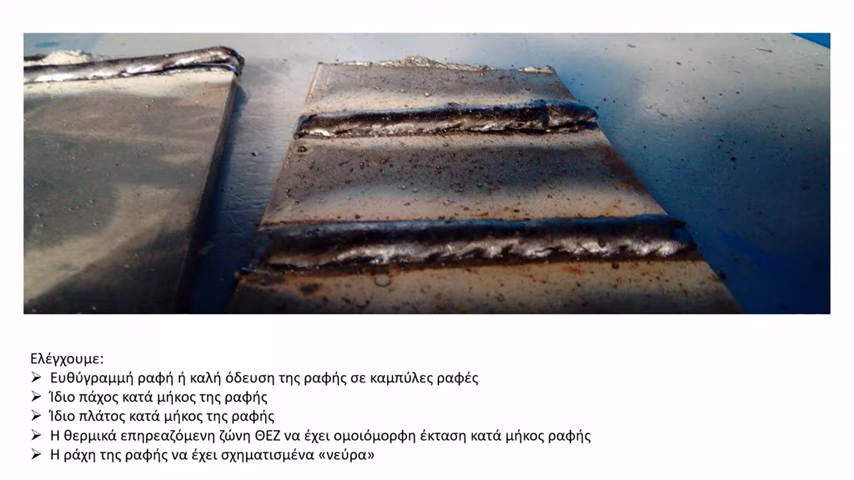 Ελέγχουμε:
➢ Ευθύγραμμή ραφή ή καλή όδευση της ραφής σε καμπύλες ραφές
➢ Ίδιο πάχος κατά μήκος της ραφής
➢ Ίδιο πλάτος κατά μήκος της ραφής
➢ Η θερμικά επηρεαζόμενη ζώνη ΘΕΖ να έχει ομοιόμορφη έκταση κατά μήκος ραφής
➢ Η ράχη της ραφής να έχει σχηματισμένα «νεύρα»